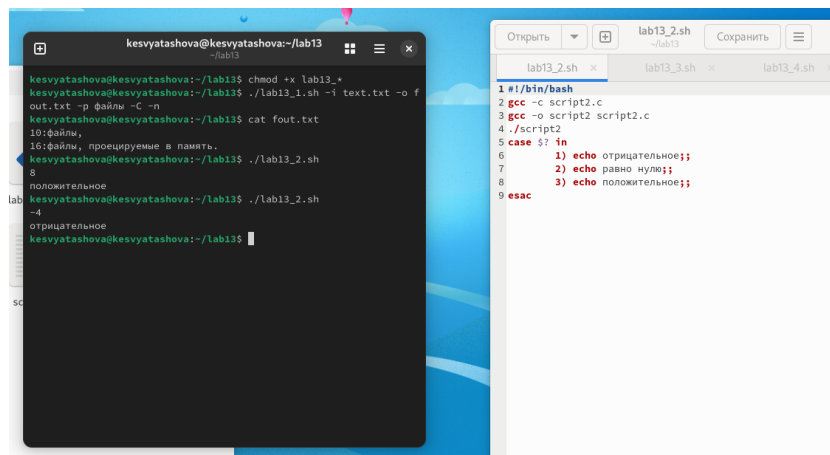 kesvyatashova@kesvyatashova:~/lab13
~/lab13
kesvyatashova@kesvyatashova:~/lab13$ chmod +x lab13_*
kesvyatashova@kesvyatashova:~/lab13$ ./lab13_1.sh -i text.txt -o f
out.txt -p файлы -C -n
kesvyatashova@kesvyatashova:~/lab13$ cat fout.txt
10:файлы,
16:файлы, проецируемые в память.
kesvyatashova@kesvyatashova:~/lab13$ ./lab13_2.sh
8
положительное
kesvyatashova@kesvyatashova:~/lab13$ ./lab13_2.sh
-4
отрицательное
kesvyatashova@kesvyatashova:~/lab13$
lab
sc
Открыть
lab13_2.sh
~/lab13
Сохранить
lab13_2.sh × lab13_3.sh × lab13_4.sh
1 #!/bin/bash
2 gcc -c script2.c
3 gcc -o script2 script2.c
4 ./script2
5 case $? in
6 1) echo отрицательное;;
7 2) echo равно нулю;;
8 3) echo положительное;;
9 esac